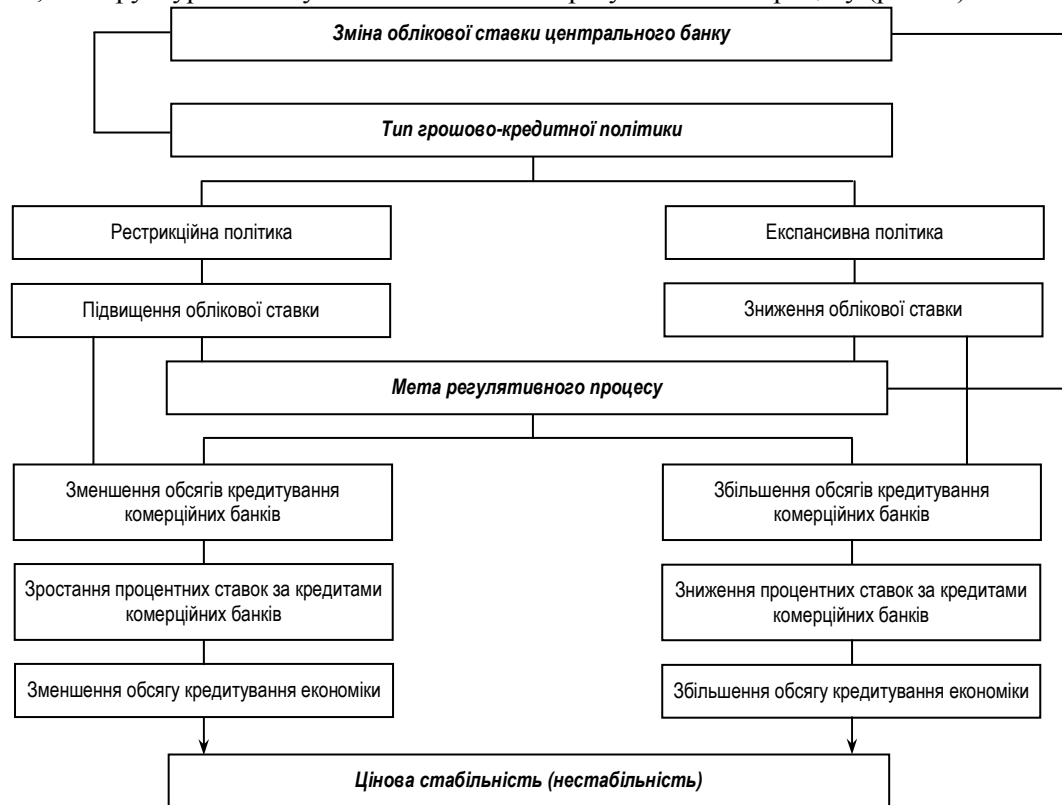 Зміна облікової ставки центрального банку
Тип грошово-кредитної політики
Рестрикційна політика
Експансивна політика
Підвищення облікової ставки
Зниження облікової ставки
Мета регулятивного процесу
Зменшення обсягів кредитування
комерційних банків
Збільшення обсягів кредитування
комерційних банків
Зростання процентних ставок за кредитами
комерційних банків
Зниження процентних ставок за кредитами
комерційних банків
Зменшення обсягу кредитування економіки
Збільшення обсягу кредитування економіки
Цінова стабільність (нестабільність)